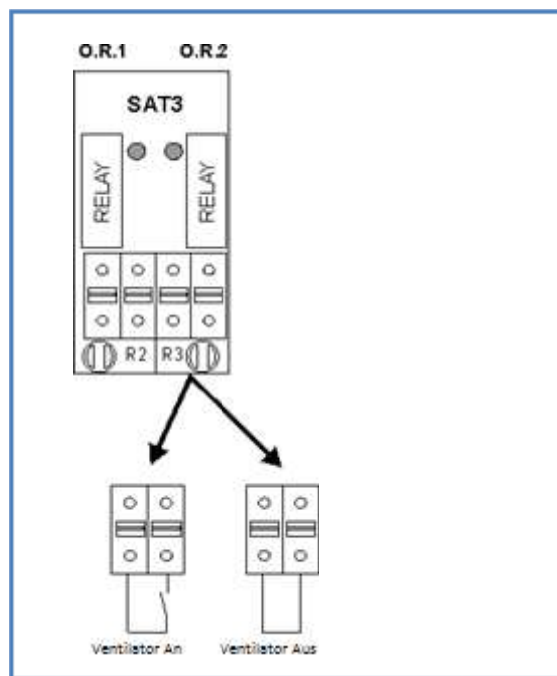 O.R.1 O.R.2
SAT3
RELAY RELAY
R2 R3
Ventilator An Ventilator Aus